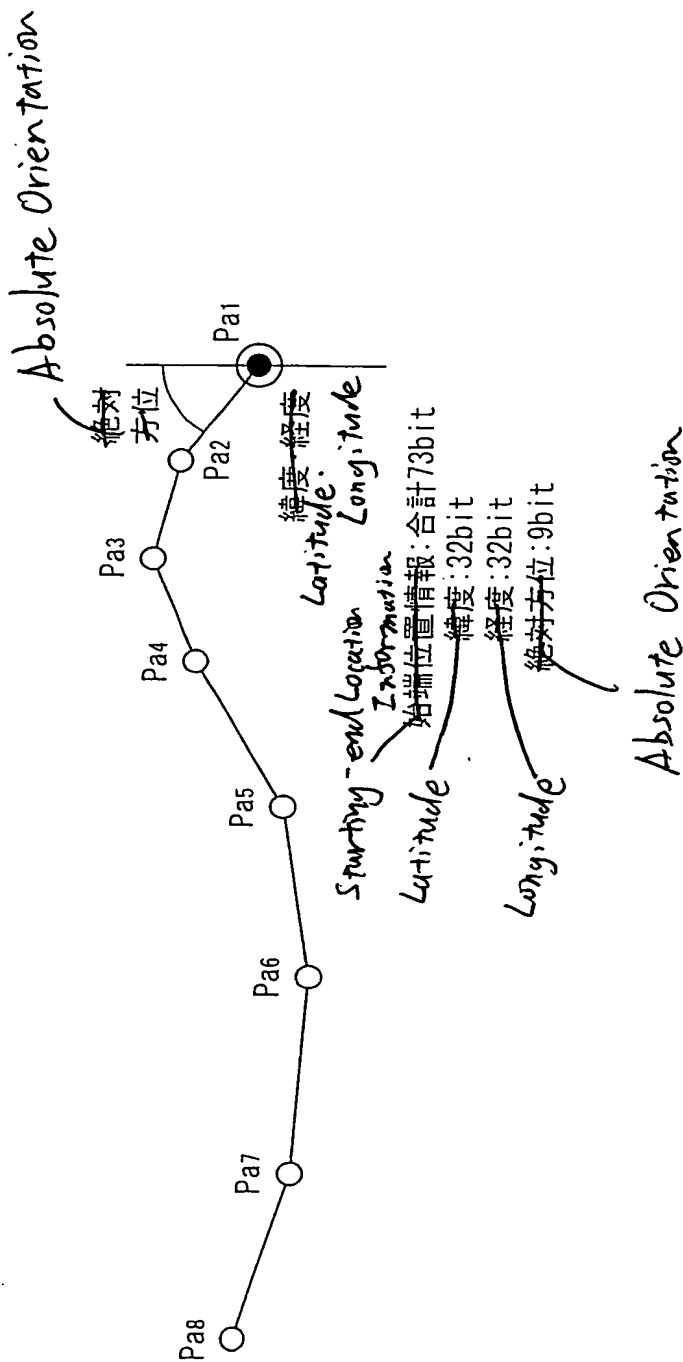 Absolute Orientation
絶対
方位
Pa1
Pa2
Pa3
Pa4
Pa5
Pa6
Pa7
Pa8
緯度・経度
Latitude・
Longitude
Starting-end Location
Information
始端位置情報:合計73bit
緯度:32bit
Latitude
経度:32bit
Longitude
絶対方位:9bit
Absolute Orientation